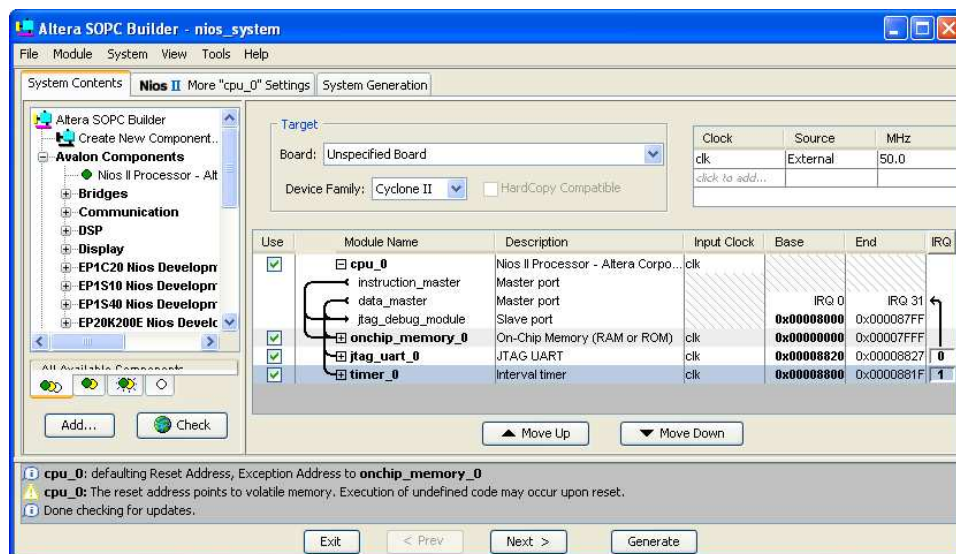 Altera SOPC Builder - nios_system
File Module System View Tools Help
System Contents Nios II More "cpu_0" Settings System Generation
Altera SOPC Builder
Create New Component..
Avalon Components
Nios II Processor - Alt
Bridges
Communication
DSP
Display
EP1C20 Nios Developm
EP1S10 Nios Developr
EP1S40 Nios Developr
EP20K200E Nios Develc
All Available Components
Add... Check
Target
Board: Unspecified Board
Device Family: Cyclone II HardCopy Compatible
Clock Source MHz
clk External 50.0
click to add...
Use Module Name Description Input Clock Base End IRQ
cpu_0 Nios II Processor - Altera Corpo... clk
instruction_master Master port
data_master Master port IRQ 0 IRQ 31
jtag_debug_module Slave port 0x00008000 0x000087FF
onchip_memory_0 On-Chip Memory (RAM or ROM) clk 0x00000000 0x00007FFF
jtag_uart_0 JTAG UART clk 0x00008820 0x00008827 0
timer_0 Interval timer clk 0x00008800 0x0000881F 1
Move Up Move Down
cpu_0: defaulting Reset Address, Exception Address to onchip_memory_0
cpu_0: The reset address points to volatile memory. Execution of undefined code may occur upon reset.
Done checking for updates.
Exit < Prev Next > Generate